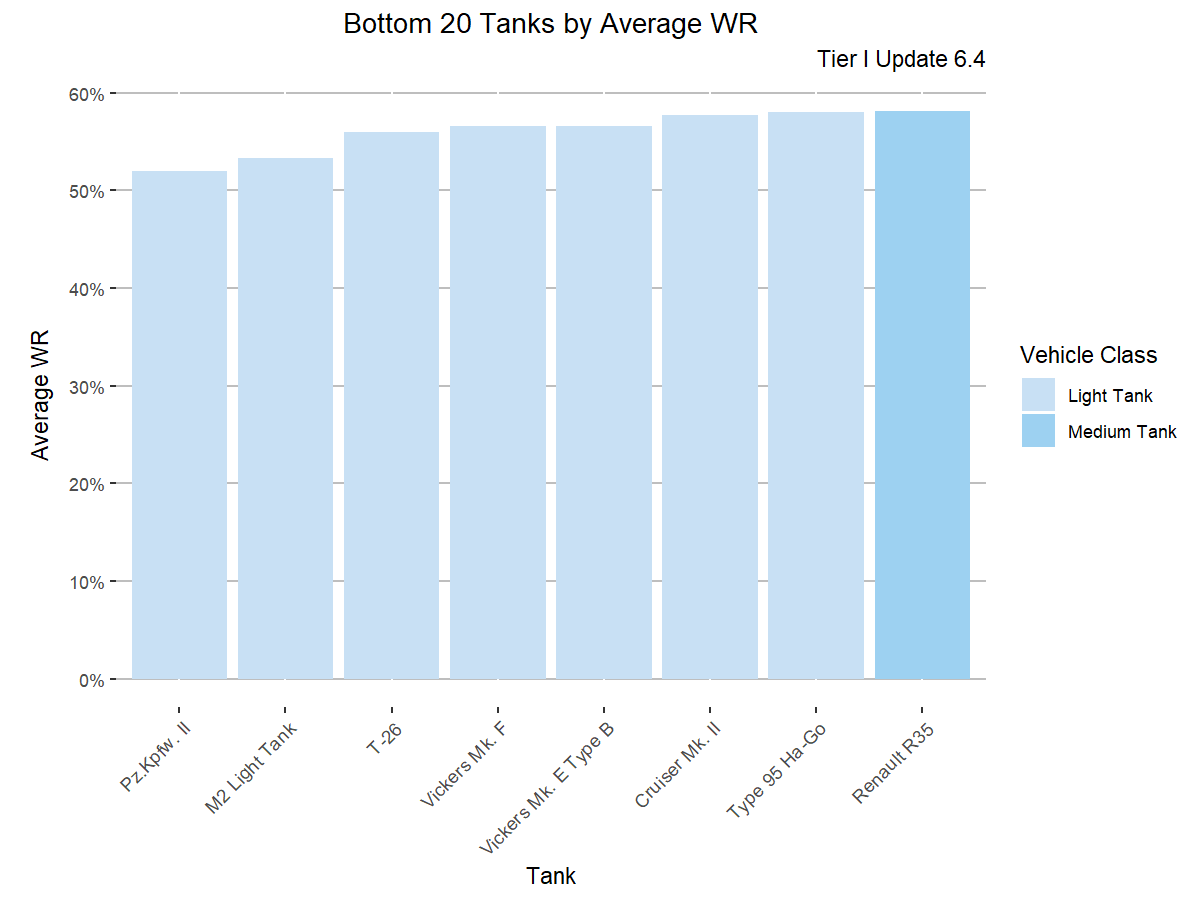 Bottom 20 Tanks by Average WR
Tier I Update 6.4
60%
50%
40%
30%
20%
10%
0%
Average WR
Pz.Kpfw. II
M2 Light Tank
T-26
Vickers Mk. F
Vickers Mk. E Type B
Cruiser Mk. II
Type 95 Ha-Go
Renault R35
Tank
Vehicle Class
Light Tank
Medium Tank